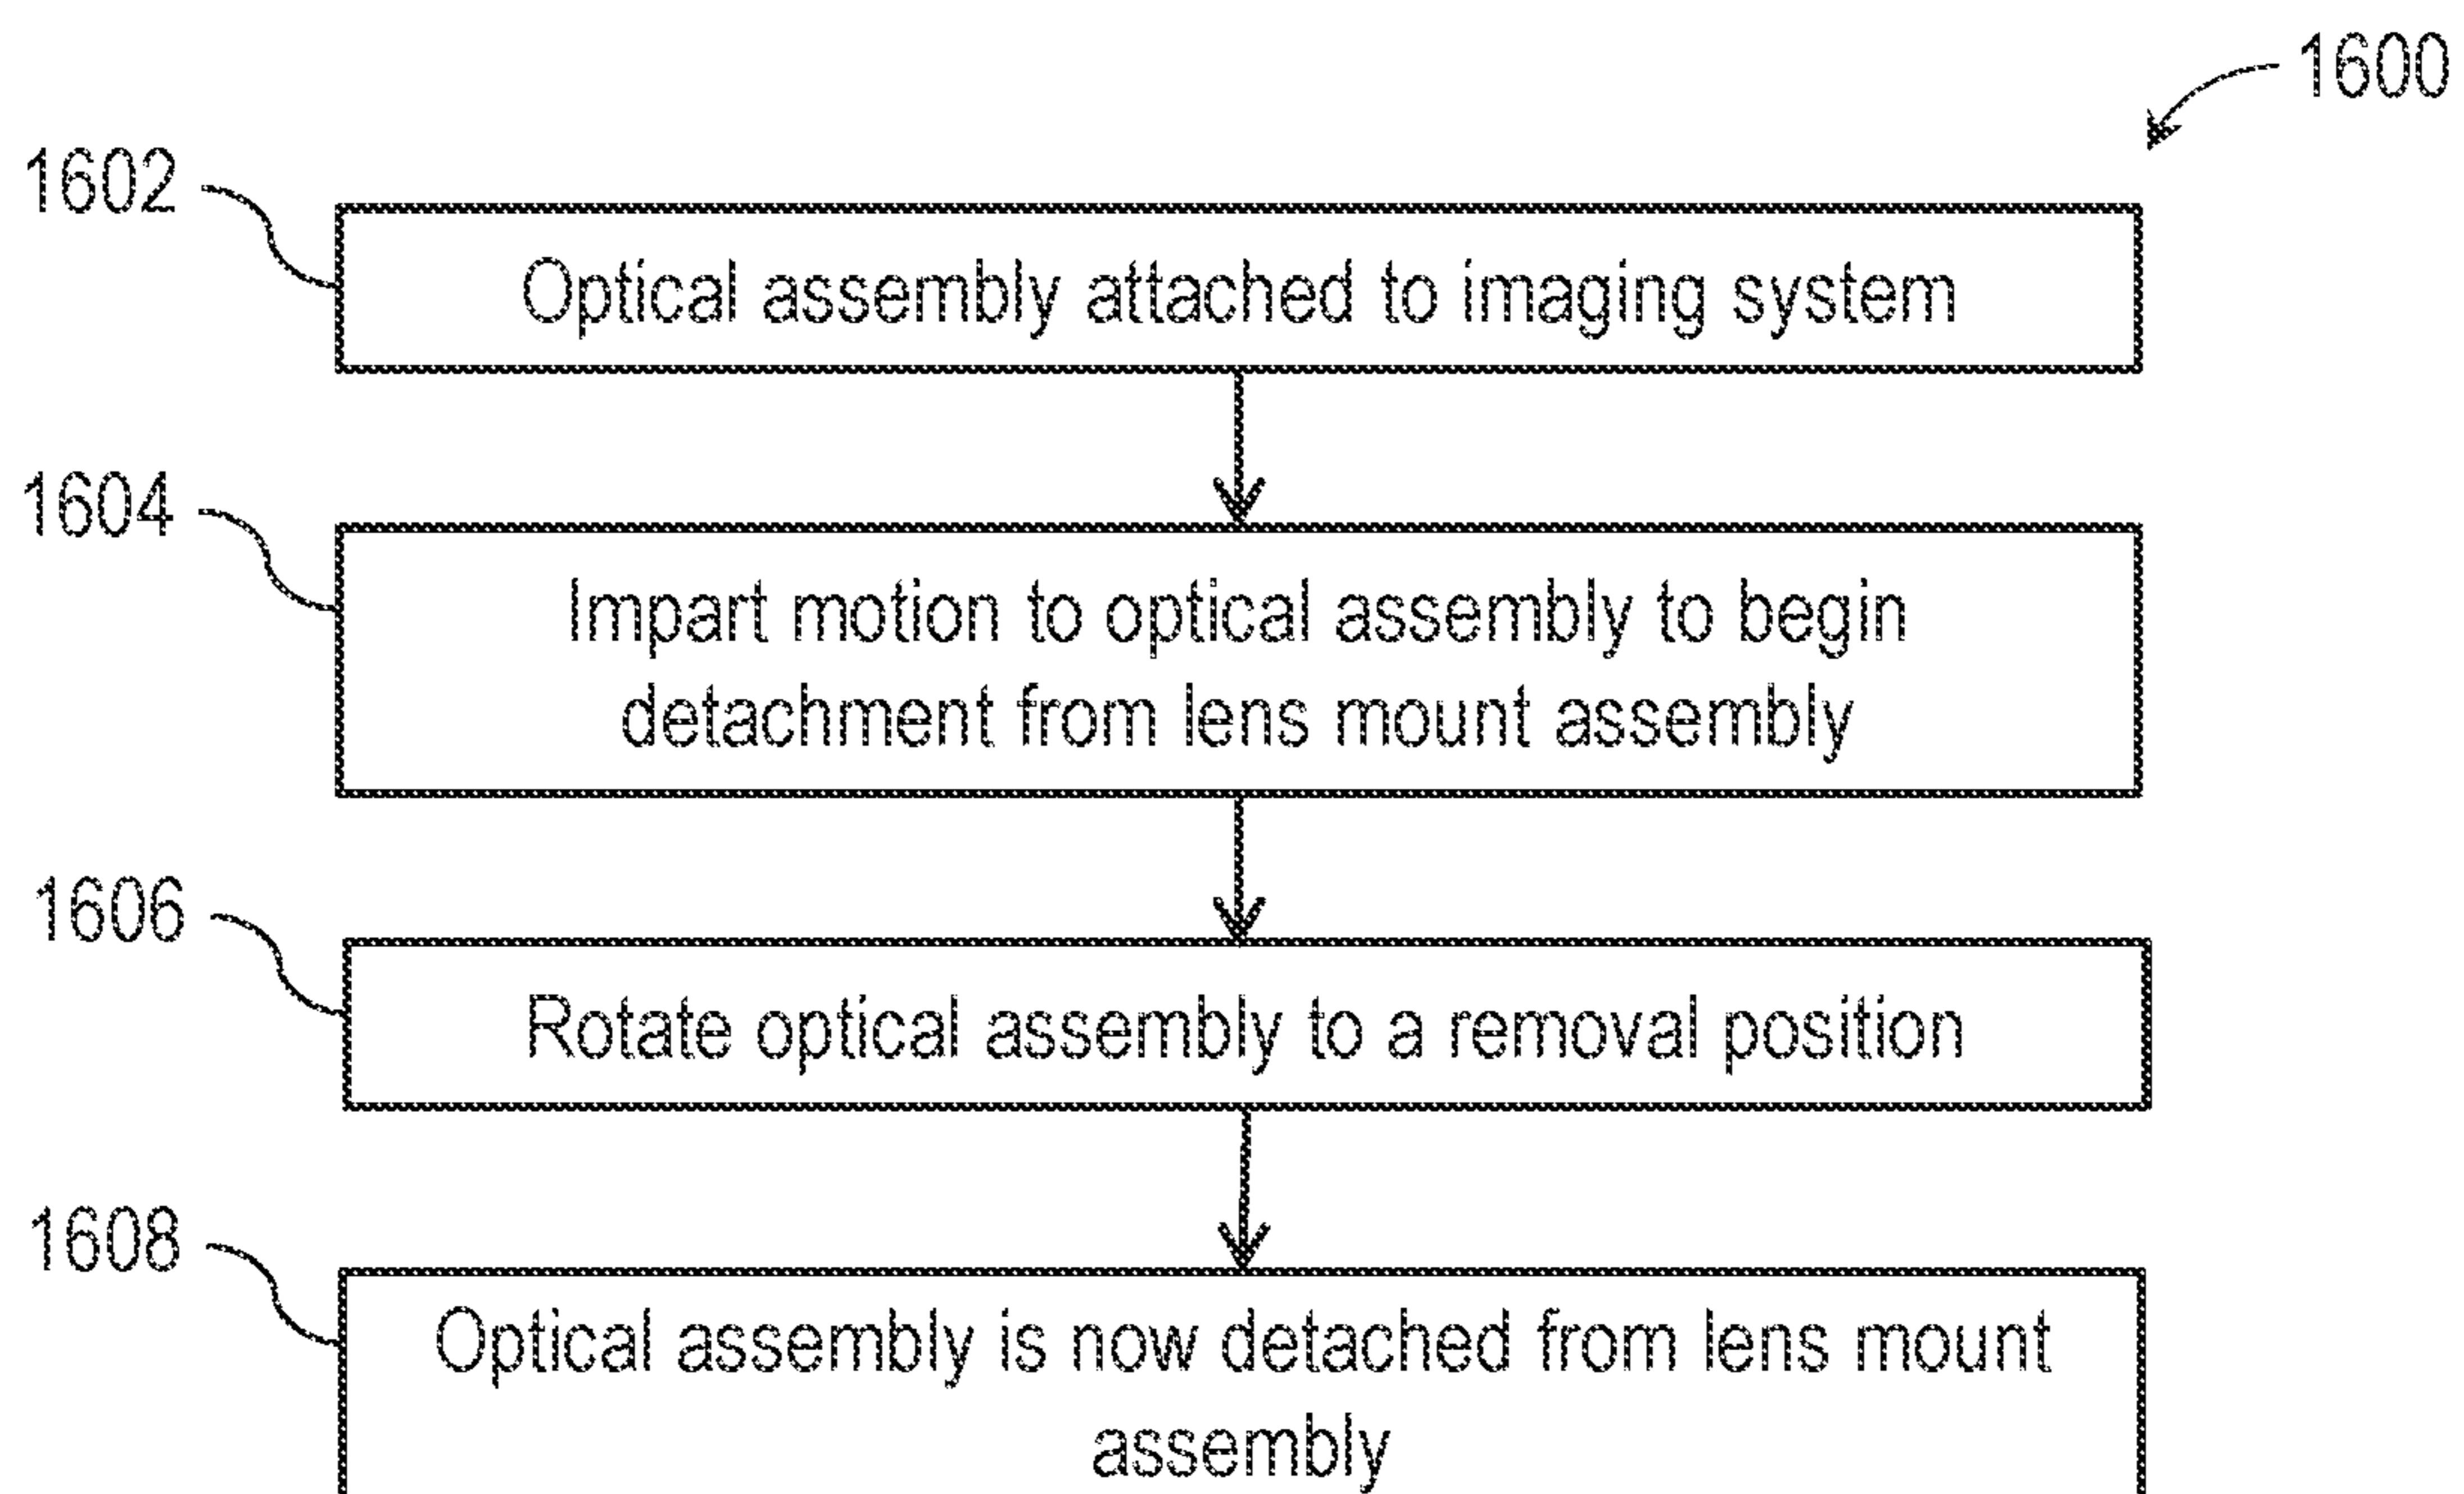 1600
1602
Optical assembly attached to imaging system
1604
Impart motion to optical assembly to begin
detachment from lens mount assembly
1606
Rotate optical assembly to a removal position
1608
Optical assembly is now detached from lens mount
assembly